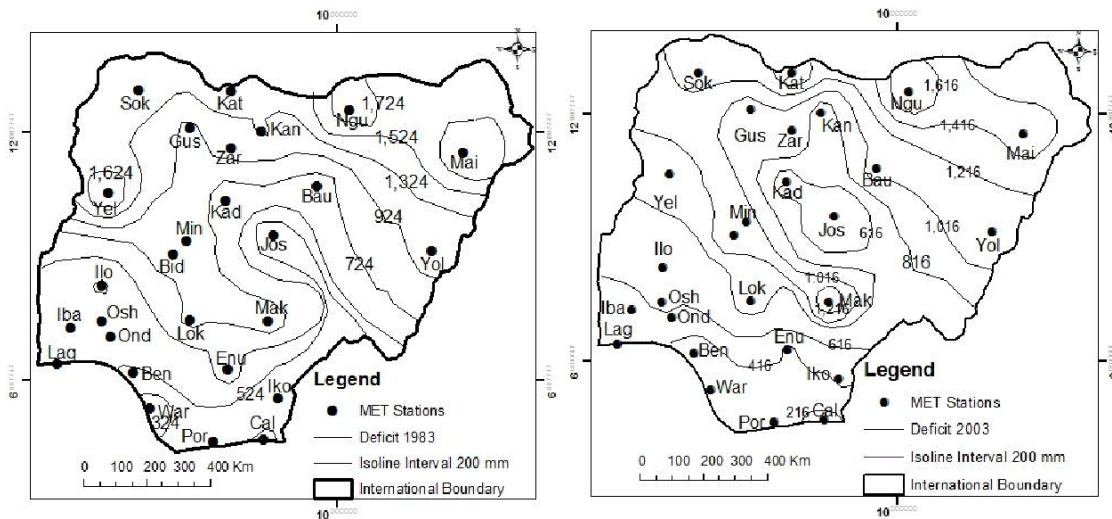 10
Sok
Kat
1,724
Ngu
12
Gus
Kan
1,524
Zar
Mai
1,624
1,324
Yel
Kad
Bau
924
Min
Jos
Bid
Yol
724
Ilo
Iba
Osh
Ond
Lok
Mak
Lag
Enu
Ben
6
524
Iko
Legend
War
324
MET Stations
Por
Cal
Deficit 1983
0 100 200 300 400 Km
Isoline Interval 200 mm
International Boundary
10
10
Sok
Kat
1,616
Ngu
12
Gus
Kan
1,416
Zar
Mai
1,216
Yel
Kad
Bau
Min
Jos
1,016
Yol
616
Ilo
816
1.016
Iba
Osh
Lok
Mak
1,216
Ond
Lag
Enu
616
Ben
416
6
Iko
Legend
War
216
Cal
Por
MET Stations
Deficit 2003
0 100 200 300 400 Km
Isoline Interval 200 mm
International Boundary
10